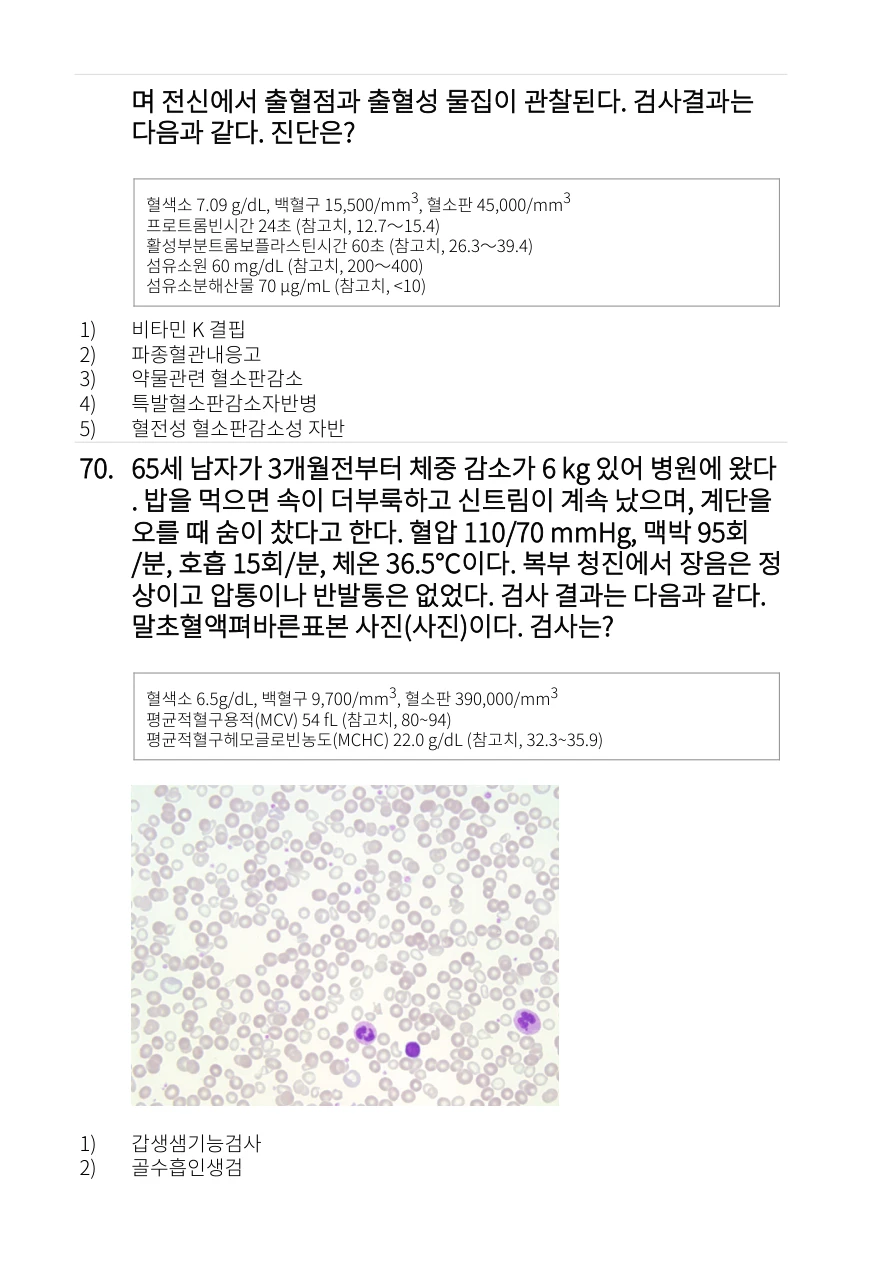 며 전신에서 출혈점과 출혈성 물집이 관찰된다. 검사결과는
다음과 같다. 진단은?
혈색소 7.09 g/dL, 백혈구 15,500/mm³, 혈소판 45,000/mm³
프로트롬빈시간 24초 (참고치, 12.7～15.4)
활성부분트롬보플라스틴시간 60초 (참고치, 26.3～39.4)
섬유소원 60 mg/dL (참고치, 200～400)
섬유소분해산물 70 μg/mL (참고치, <10)
1) 비타민 K 결핍
2) 파종혈관내응고
3) 약물관련 혈소판감소
4) 특발혈소판감소자반병
5) 혈전성 혈소판감소성 자반
70. 65세 남자가 3개월전부터 체중 감소가 6 kg 있어 병원에 왔다
. 밥을 먹으면 속이 더부룩하고 신트림이 계속 났으며, 계단을
오를 때 숨이 찼다고 한다. 혈압 110/70 mmHg, 맥박 95회
/분, 호흡 15회/분, 체온 36.5℃이다. 복부 청진에서 장음은 정
상이고 압통이나 반발통은 없었다. 검사 결과는 다음과 같다.
말초혈액펴바른표본 사진(사진)이다. 검사는?
혈색소 6.5g/dL, 백혈구 9,700/mm³, 혈소판 390,000/mm³
평균적혈구용적(MCV) 54 fL (참고치, 80~94)
평균적혈구헤모글로빈농도(MCHC) 22.0 g/dL (참고치, 32.3~35.9)
1) 갑생샘기능검사
2) 골수흡인생검